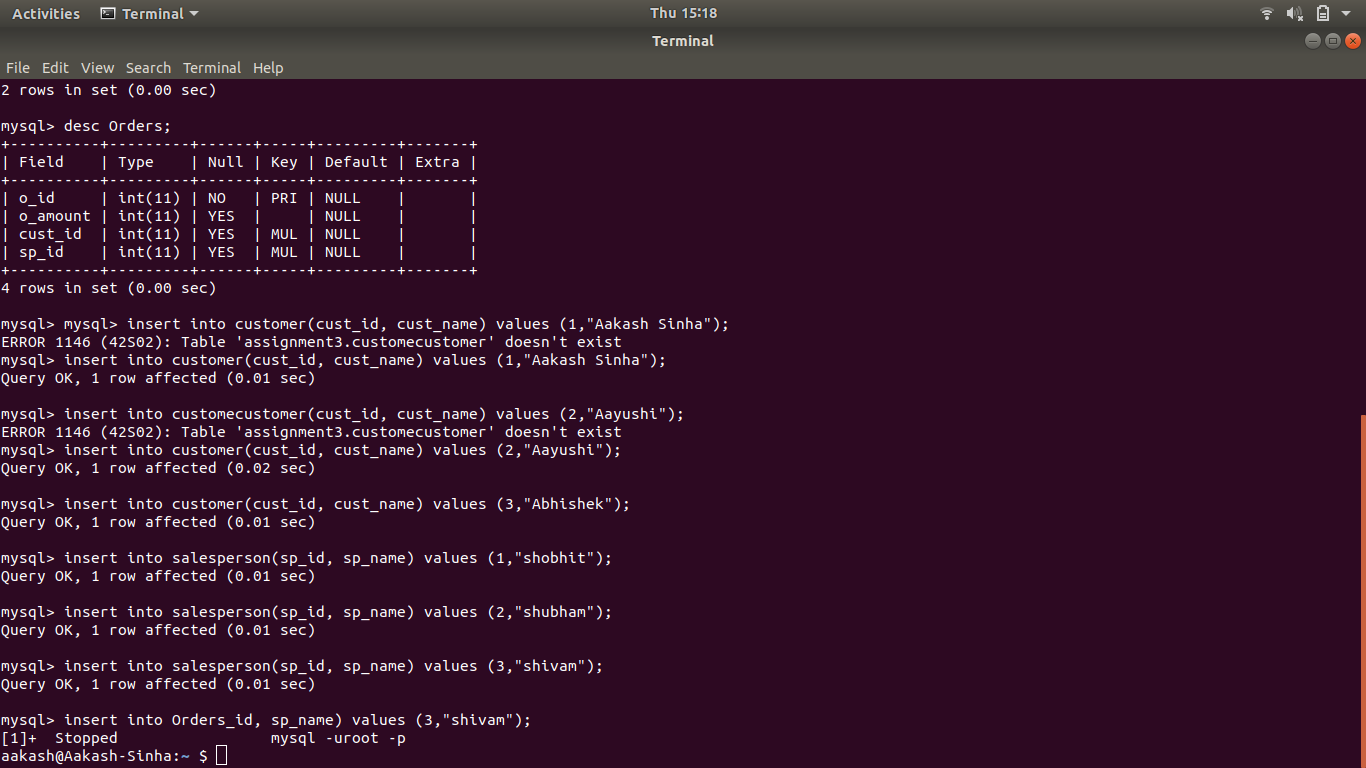 Activities Terminal Thu 15:18
Terminal
File Edit View Search Terminal Help
2 rows in set (0.00 sec)
mysql> desc Orders;
+----------+---------+------+-----+---------+-------+
| Field    | Type    | Null | Key | Default | Extra |
+----------+---------+------+-----+---------+-------+
| o_id     | int(11) | NO   | PRI | NULL    |       |
| o_amount | int(11) | YES  |     | NULL    |       |
| cust_id  | int(11) | YES  | MUL | NULL    |       |
| sp_id    | int(11) | YES  | MUL | NULL    |       |
+----------+---------+------+-----+---------+-------+
4 rows in set (0.00 sec)
mysql> mysql> insert into customer(cust_id, cust_name) values (1,"Aakash Sinha");
ERROR 1146 (42S02): Table 'assignment3.customecustomer' doesn't exist
mysql> insert into customer(cust_id, cust_name) values (1,"Aakash Sinha");
Query OK, 1 row affected (0.01 sec)
mysql> insert into customecustomer(cust_id, cust_name) values (2,"Aayushi");
ERROR 1146 (42S02): Table 'assignment3.customecustomer' doesn't exist
mysql> insert into customer(cust_id, cust_name) values (2,"Aayushi");
Query OK, 1 row affected (0.02 sec)
mysql> insert into customer(cust_id, cust_name) values (3,"Abhishek");
Query OK, 1 row affected (0.01 sec)
mysql> insert into salesperson(sp_id, sp_name) values (1,"shobhit");
Query OK, 1 row affected (0.01 sec)
mysql> insert into salesperson(sp_id, sp_name) values (2,"shubham");
Query OK, 1 row affected (0.01 sec)
mysql> insert into salesperson(sp_id, sp_name) values (3,"shivam");
Query OK, 1 row affected (0.01 sec)
mysql> insert into Orders_id, sp_name) values (3,"shivam");
[1]+  Stopped                 mysql -uroot -p
aakash@Aakash-Sinha:~ $